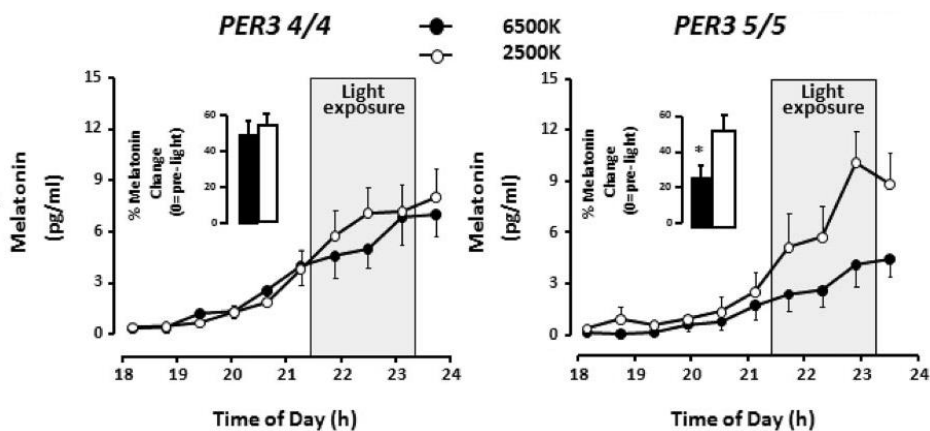 PER3 4/4
6500K
2500K
PER3 5/5
Melatonin
(pg/ml)
15
12
9
6
3
0
% Melatonin
Change
(0= pre-light)
60
40
20
0
Light
exposure
18
19
20
21
22
23
24
Time of Day (h)
Melatonin
(pg/ml)
15
12
9
6
3
0
% Melatonin
Change
(0= pre-light)
60
40
20
0
*
Light
exposure
18
19
20
21
22
23
24
Time of Day (h)